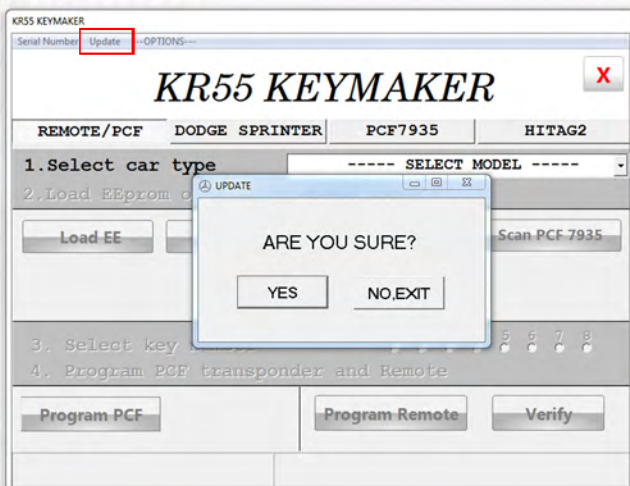 KR55 KEYMAKER
Serial Number Update --OPTIONS---
KR55 KEYMAKER
X
REMOTE/PCF DODGE SPRINTER PCF7935 HITAG2
1.Select car type ----- SELECT MODEL -----
2.Load EEprom
UPDATE
Load EE
ARE YOU SURE?
Scan PCF 7935
YES NO,EXIT
3. Select key
5 6 7 8
4. Program PCF transponder and Remote
Program PCF Program Remote Verify